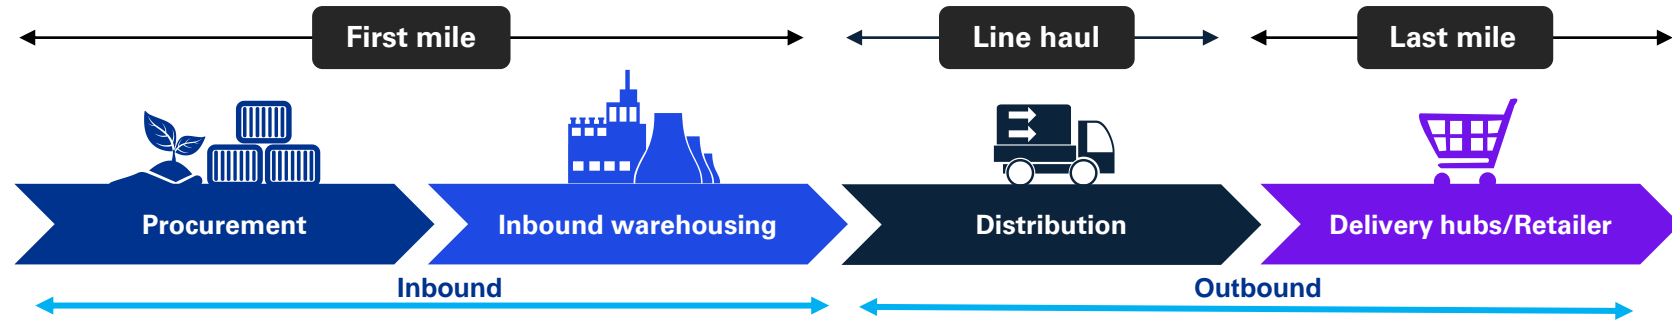 First mile
Line haul
Last mile
Procurement
Inbound warehousing
Distribution
Delivery hubs/Retailer
Inbound
Outbound